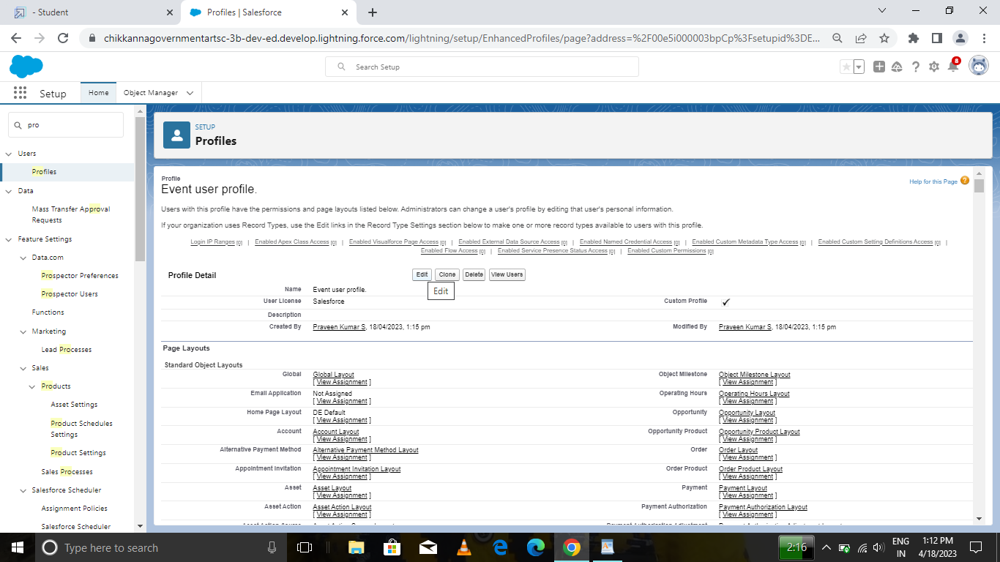 - Student
Profiles | Salesforce
chikkannagovernmentartsc-3b-dev-ed.develop.lightning.force.com/lightning/setup/EnhancedProfiles/page?address=%2F00e5i000003bpCp%3Fsetupid%3DE...
Search Setup
8
Setup
Home
Object Manager
pro
Users
Profiles
Data
Mass Transfer Approval
Requests
Feature Settings
Data.com
Prospector Preferences
Prospector Users
Functions
Marketing
Lead Processes
Sales
Products
Asset Settings
Product Schedules
Settings
Product Settings
Sales Processes
Salesforce Scheduler
Assignment Policies
Salesforce Scheduler
SETUP
Profiles
Profile
Event user profile.
Help for this Page ?
Users with this profile have the permissions and page layouts listed below. Administrators can change a user's profile by editing that user's personal information.
If your organization uses Record Types, use the Edit links in the Record Type Settings section below to make one or more record types available to users with this profile.
Login IP Ranges [0] | Enabled Apex Class Access [0] | Enabled Visualforce Page Access [0] | Enabled External Data Source Access [0] | Enabled Named Credential Access [0] | Enabled Custom Metadata Type Access [0] | Enabled Custom Setting Definitions Access [0] |
Enabled Flow Access [0] | Enabled Service Presence Status Access [0] | Enabled Custom Permissions [0]
Profile Detail Edit Clone Delete View Users
Edit
Name Event user profile.
User License Salesforce Custom Profile ✓
Description
Created By Praveen Kumar S, 18/04/2023, 1:15 pm Modified By Praveen Kumar S, 18/04/2023, 1:15 pm
Page Layouts
Standard Object Layouts
Global Global Layout Object Milestone Object Milestone Layout
[ View Assignment ] [ View Assignment ]
Email Application Not Assigned Operating Hours Operating Hours Layout
[ View Assignment ] [ View Assignment ]
Home Page Layout DE Default Opportunity Opportunity Layout
[ View Assignment ] [ View Assignment ]
Account Account Layout Opportunity Product Opportunity Product Layout
[ View Assignment ] [ View Assignment ]
Alternative Payment Method Alternative Payment Method Layout Order Order Layout
[ View Assignment ] [ View Assignment ]
Appointment Invitation Appointment Invitation Layout Order Product Order Product Layout
[ View Assignment ] [ View Assignment ]
Asset Asset Layout Payment Payment Layout
[ View Assignment ] [ View Assignment ]
Asset Action Asset Action Layout Payment Authorization Payment Authorization Layout
[ View Assignment ] [ View Assignment ]
Type here to search
2:16
ENG
IN
1:12 PM
4/18/2023